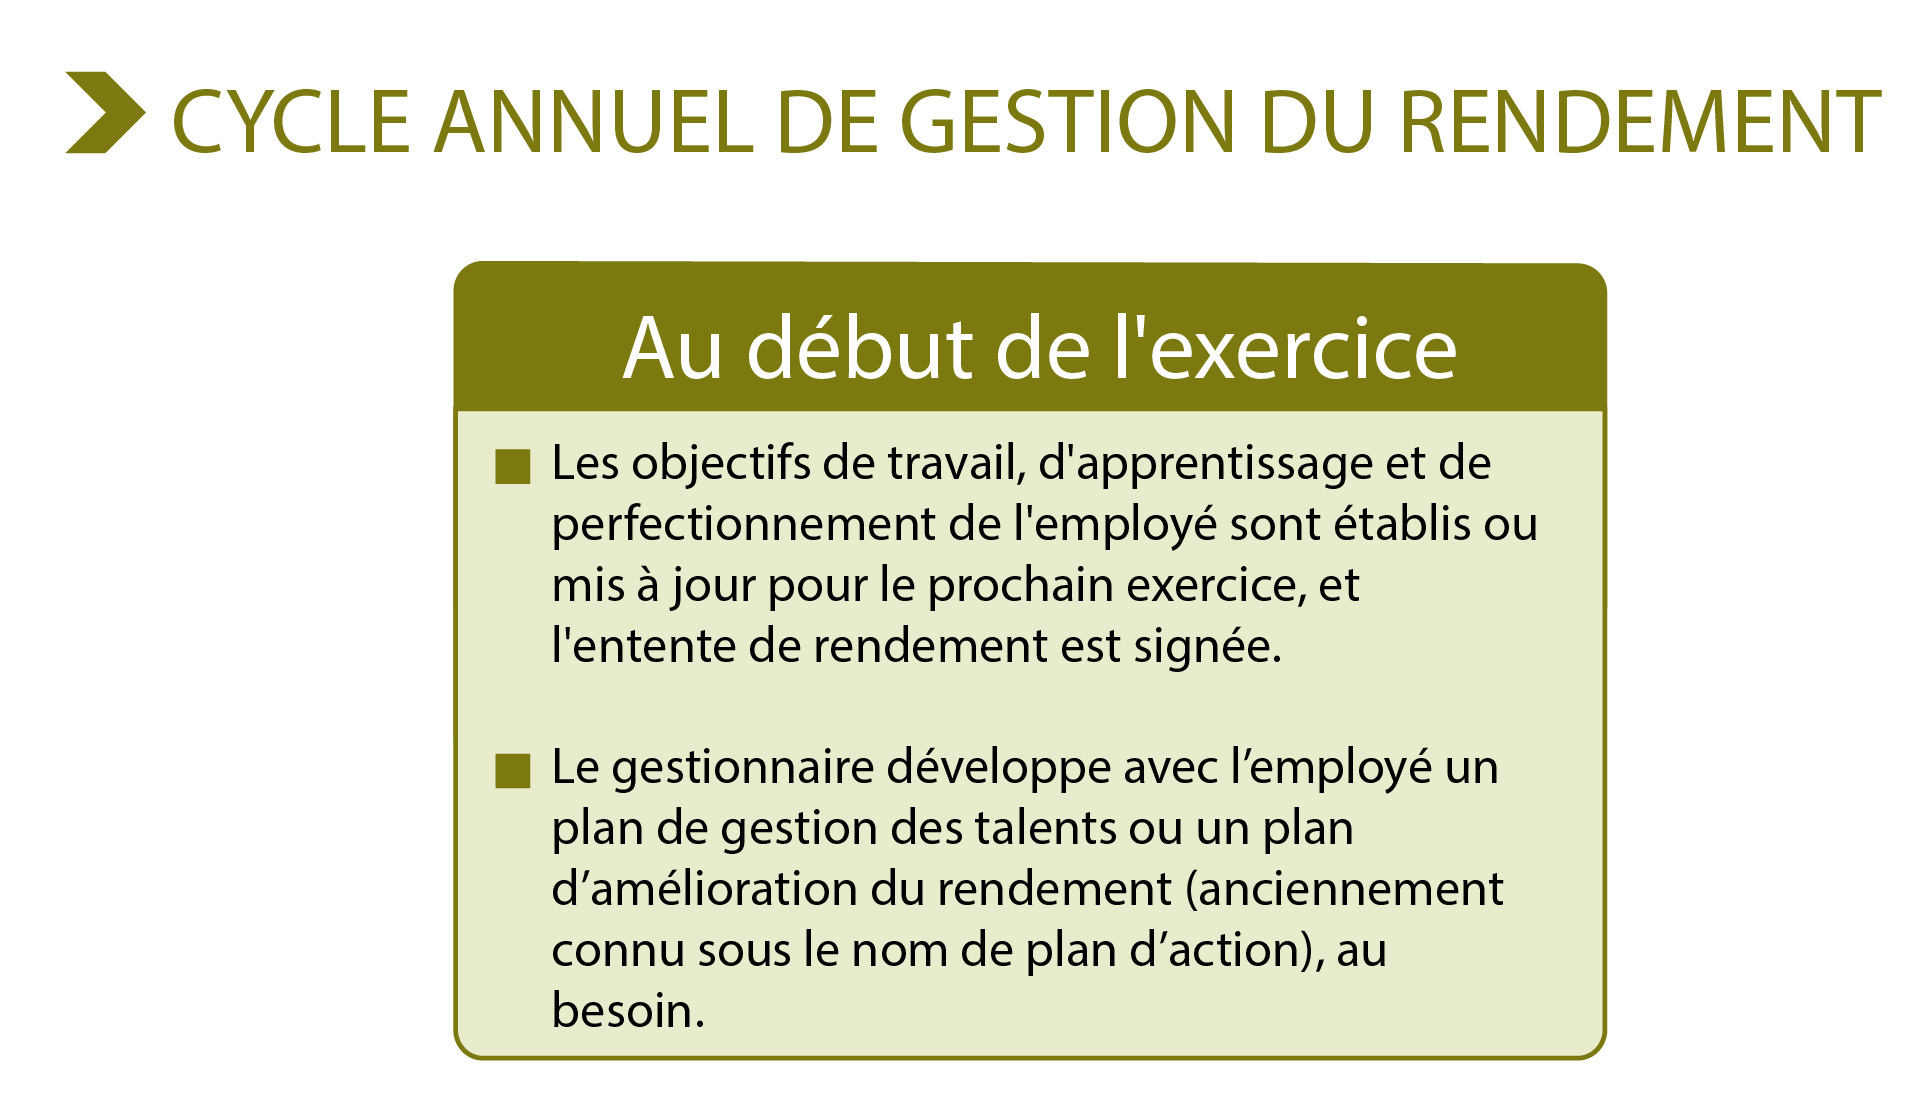 CYCLE ANNUEL DE GESTION DU RENDEMENT
Au début de l'exercice
Les objectifs de travail, d'apprentissage et de
perfectionnement de l'employé sont établis ou
mis à jour pour le prochain exercice, et
l'entente de rendement est signée.
Le gestionnaire développe avec l’employé un
plan de gestion des talents ou un plan
d’amélioration du rendement (anciennement
connu sous le nom de plan d’action), au
besoin.